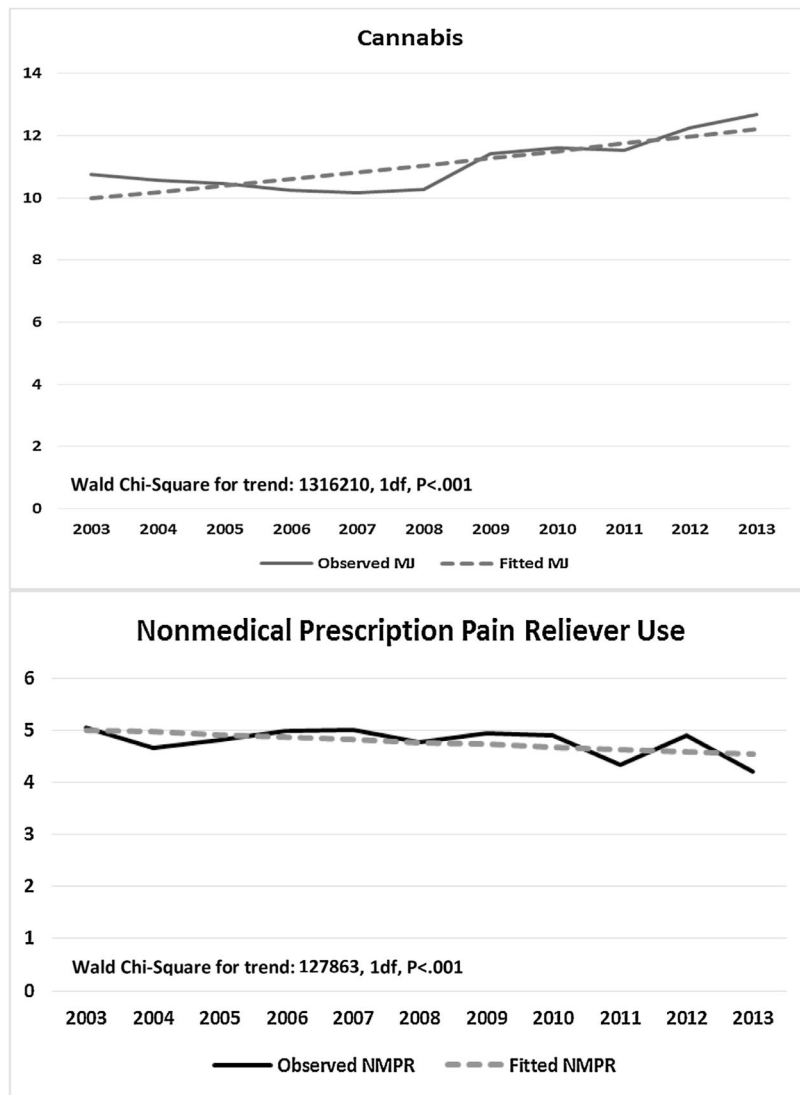 Cannabis
14
12
10
8
6
4
2
0
Wald Chi-Square for trend: 1316210, 1df, P<.001
2003 2004 2005 2006 2007 2008 2009 2010 2011 2012 2013
Observed MJ Fitted MJ
Nonmedical Prescription Pain Reliever Use
6
5
4
3
2
1
0
Wald Chi-Square for trend: 127863, 1df, P<.001
2003 2004 2005 2006 2007 2008 2009 2010 2011 2012 2013
Observed NMPR Fitted NMPR